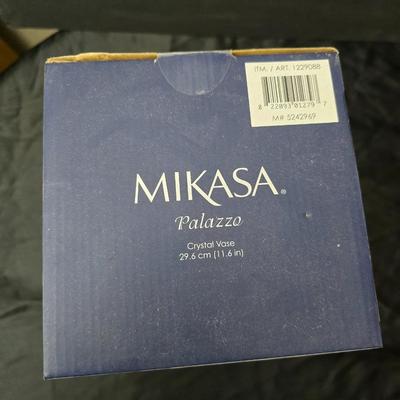 ITM. / ART. 1229088
8 22893 01279 7
M# 5242969
MIKASA®
Palazzo
Crystal Vase
29.6 cm (11.6 in)